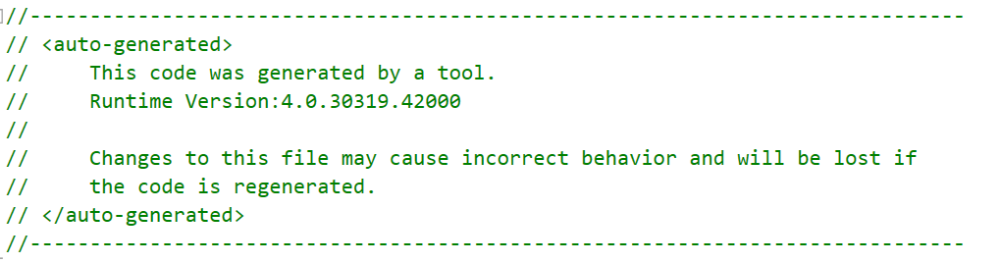 //------------------------------------------------------------------------------
// <auto-generated>
//     This code was generated by a tool.
//     Runtime Version:4.0.30319.42000
//
//     Changes to this file may cause incorrect behavior and will be lost if
//     the code is regenerated.
// </auto-generated>
//------------------------------------------------------------------------------